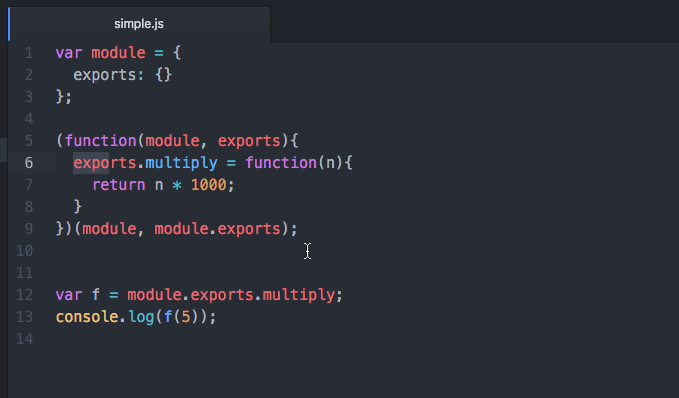 simple.js
1 var module = {
2   exports: {}
3 };
4
5 (function(module, exports){
6   exports.multiply = function(n){
7     return n * 1000;
8   }
9 })(module, module.exports);
10
11
12 var f = module.exports.multiply;
13 console.log(f(5));
14